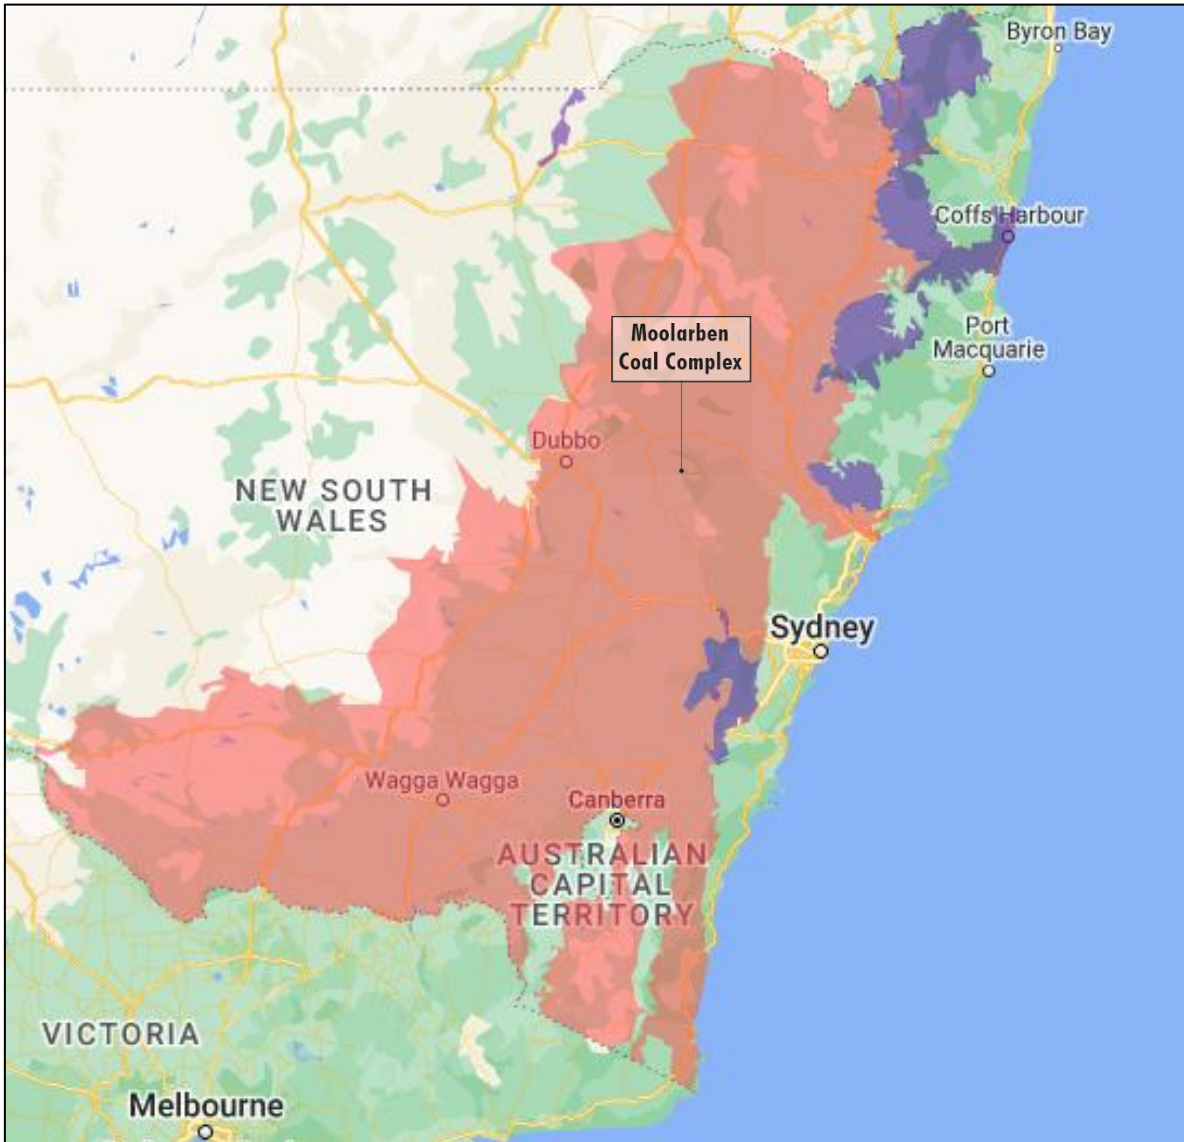 Byron Bay
Coffs Harbour
Port
Macquarie
Moolarben
Coal Complex
Dubbo
NEW SOUTH
WALES
Sydney
Wagga Wagga
Canberra
AUSTRALIAN
CAPITAL
TERRITORY
VICTORIA
Melbourne